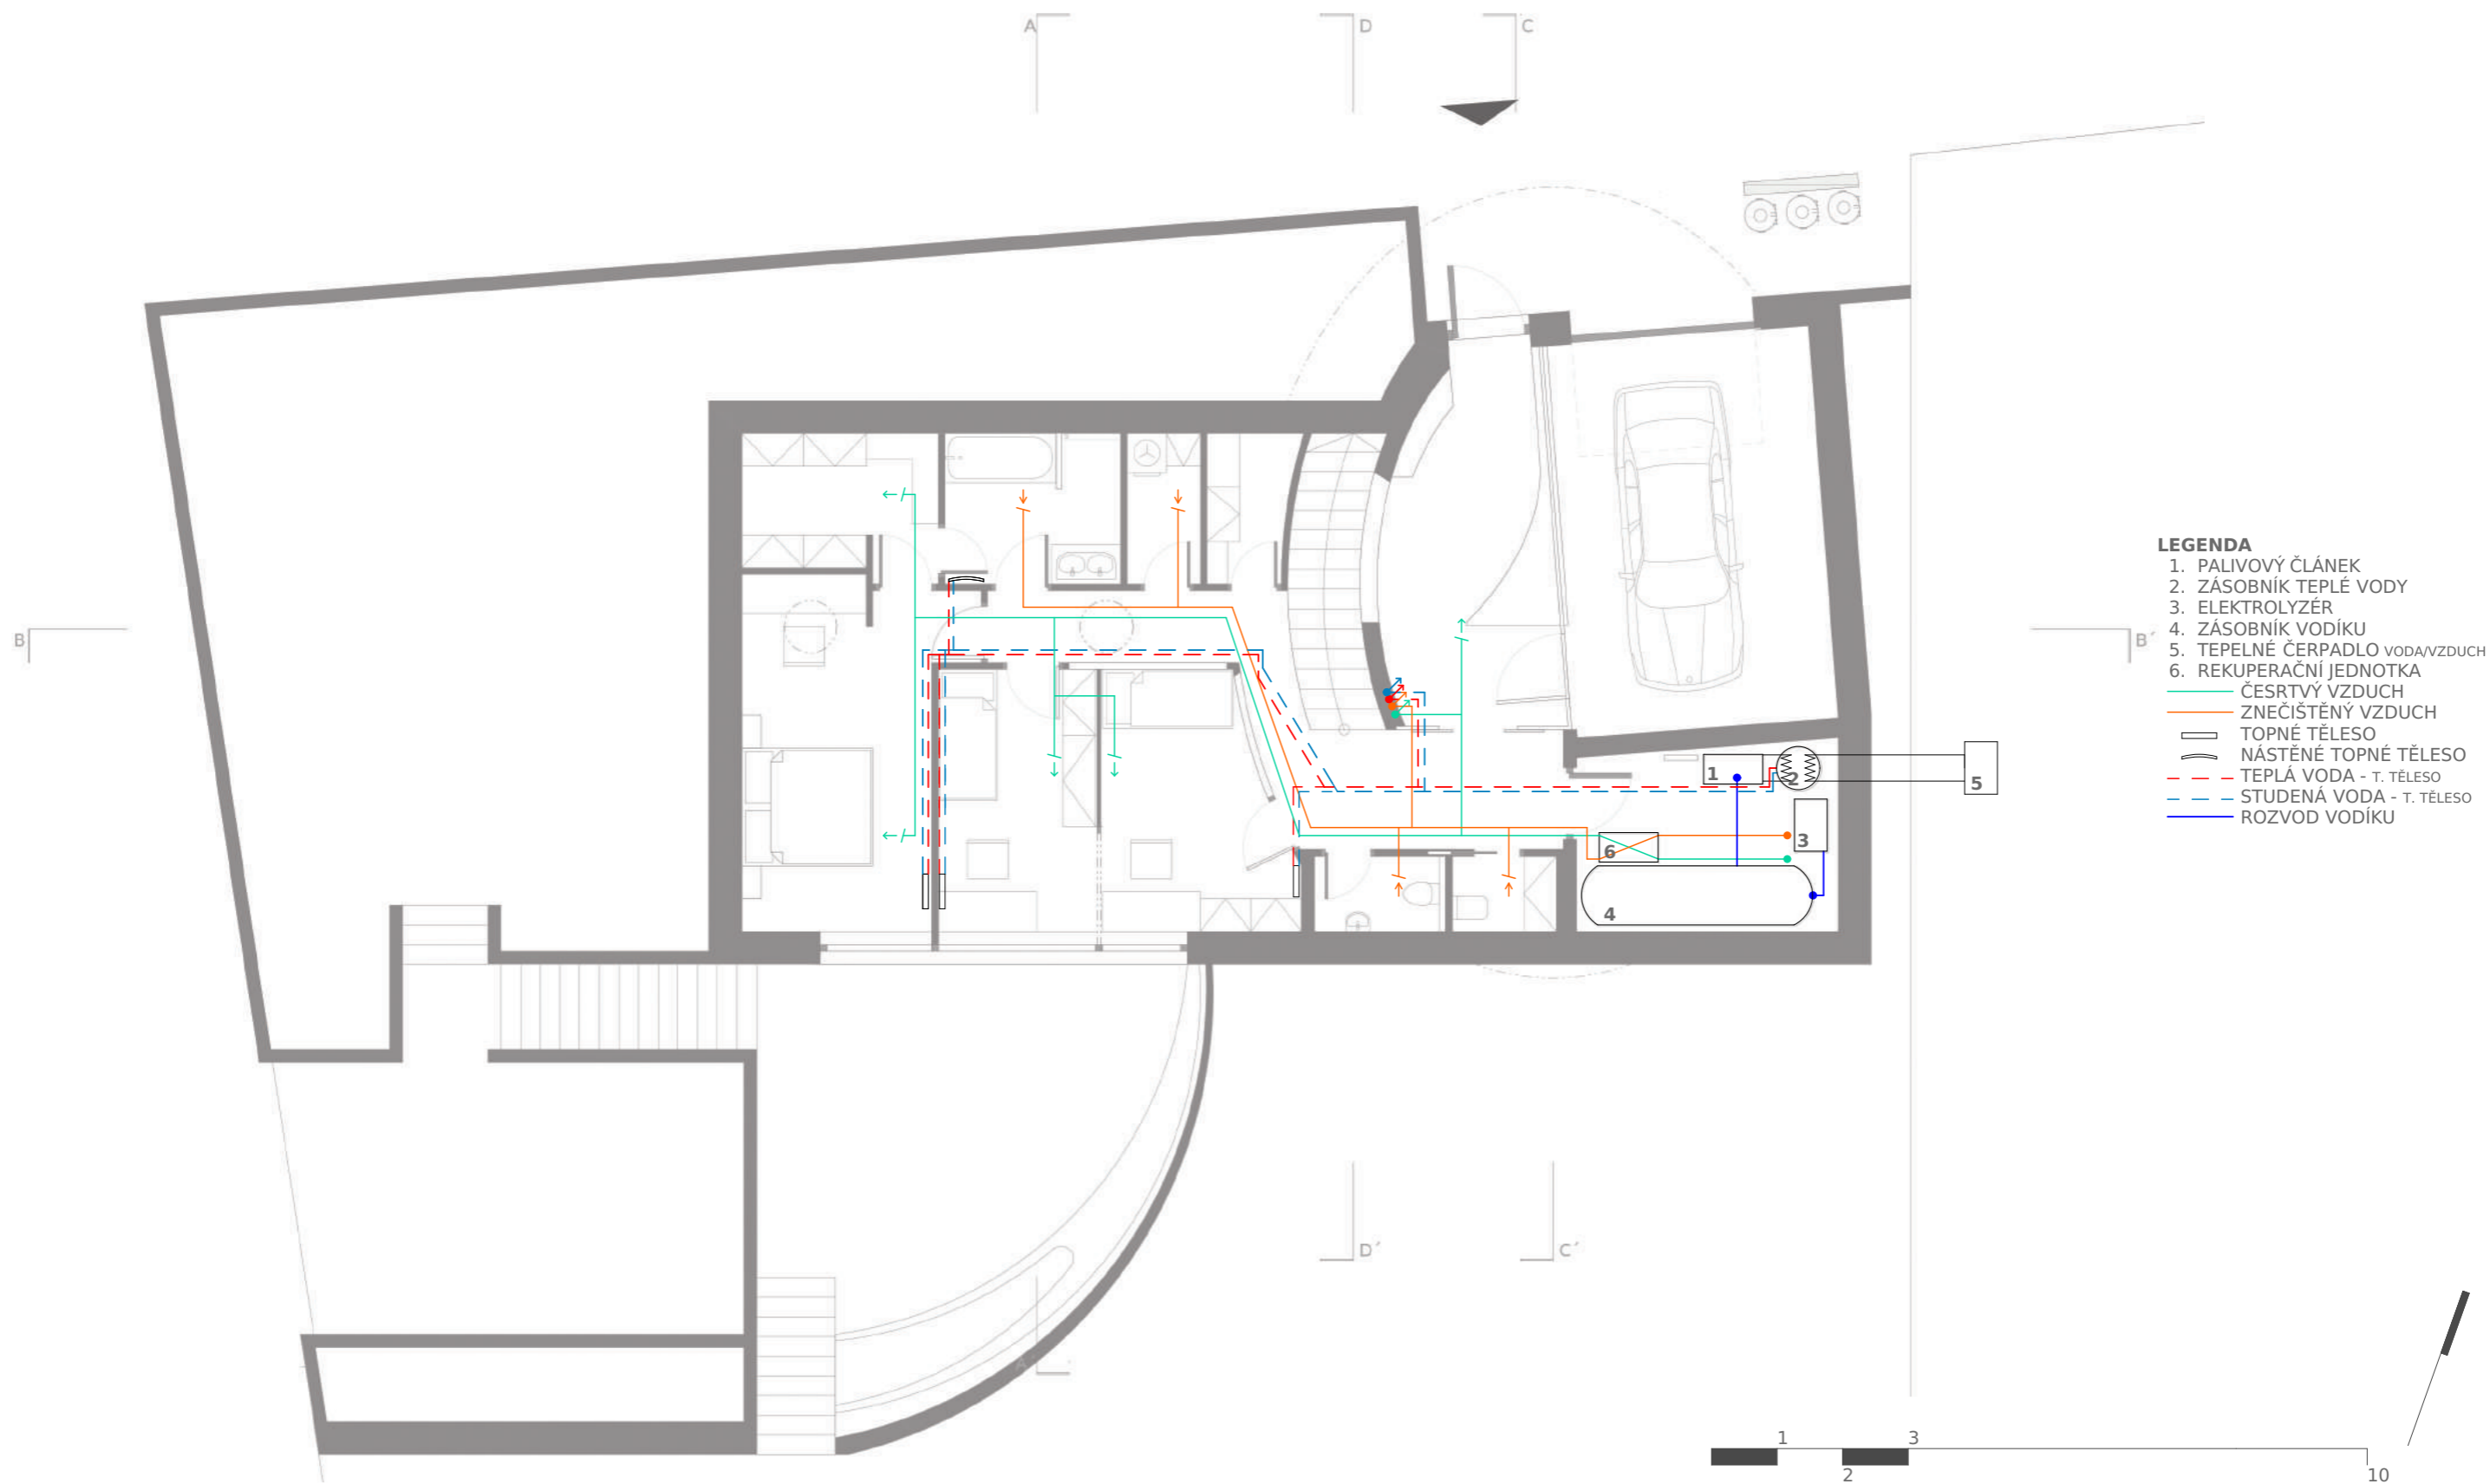 A
D
C
B
B´
LEGENDA
1. PALIVOVÝ ČLÁNEK
2. ZÁSOBNÍK TEPLÉ VODY
3. ELEKTROLYZÉR
4. ZÁSOBNÍK VODÍKU
5. TEPELNÉ ČERPADLO VODA/VZDUCH
6. REKUPERAČNÍ JEDNOTKA
ČESRTVÝ VZDUCH
ZNEČIŠTĚNÝ VZDUCH
TOPNÉ TĚLESO
NÁSTĚNÉ TOPNÉ TĚLESO
TEPLÁ VODA - T. TĚLESO
STUDENÁ VODA - T. TĚLESO
ROZVOD VODÍKU
1
2
5
3
6
4
D´
C´
1
3
2
10